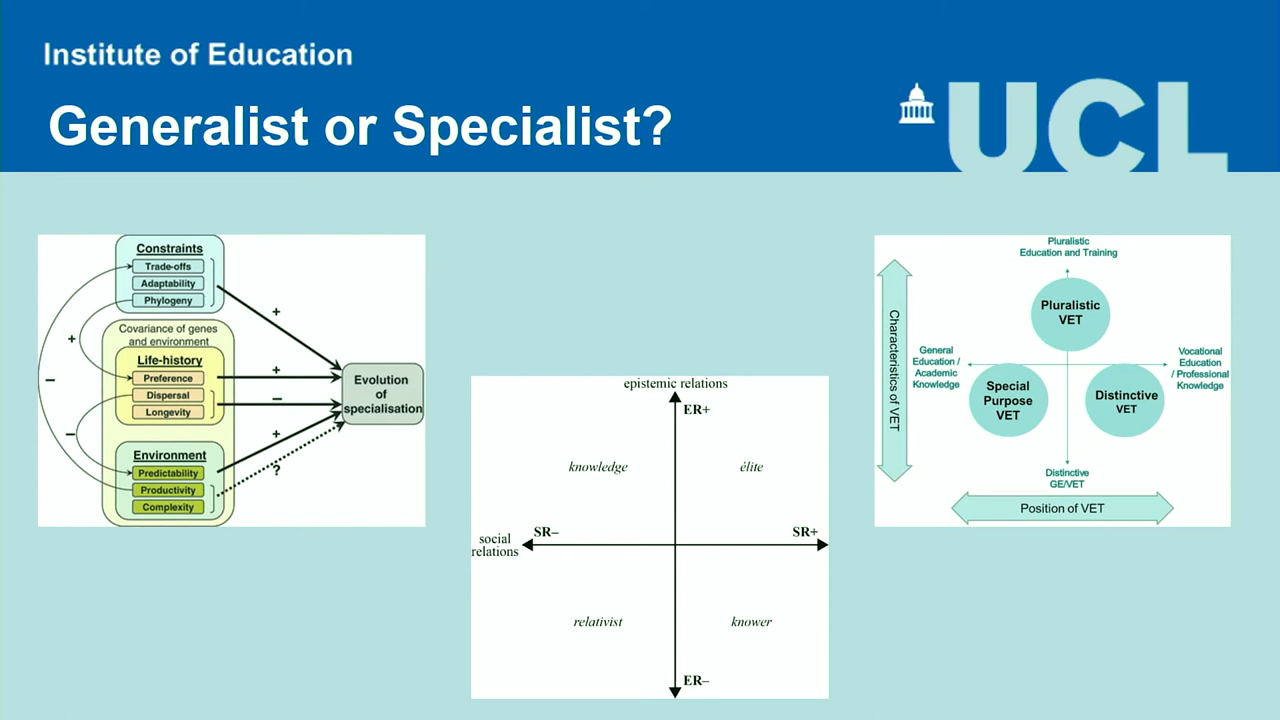 Institute of Education
Generalist or Specialist?
UCL
Constraints
Trade-offs
Adaptability
Phylogeny
Covariance of genes
and environment
Life-history
Preference
Dispersal
Longevity
Environment
Predictability
Productivity
Complexity
+
–
–
+
+
–
+
?
Evolution
of
specialisation
epistemic relations
ER+
knowledge
élite
SR–
SR+
social
relations
relativist
knower
ER–
Pluralistic
Education and Training
Pluralistic
VET
Characteristics of VET
General
Education /
Academic
Knowledge
Vocational
Education
/ Professional
Knowledge
Special
Purpose
VET
Distinctive
VET
Distinctive
GE/VET
Position of VET